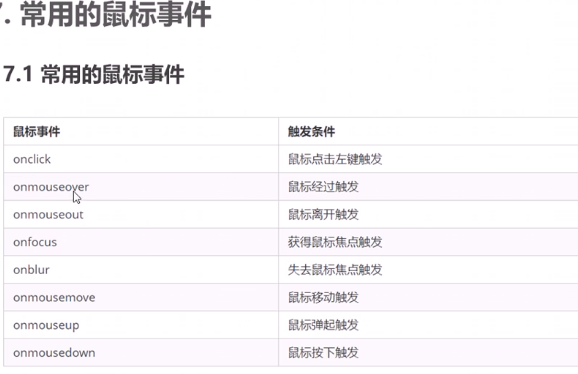 7. 常用的鼠标事件
7.1 常用的鼠标事件
鼠标事件 触发条件
onclick 鼠标点击左键触发
onmouseover 鼠标经过触发
onmouseout 鼠标离开触发
onfocus 获得鼠标焦点触发
onblur 失去鼠标焦点触发
onmousemove 鼠标移动触发
onmouseup 鼠标弹起触发
onmousedown 鼠标按下触发